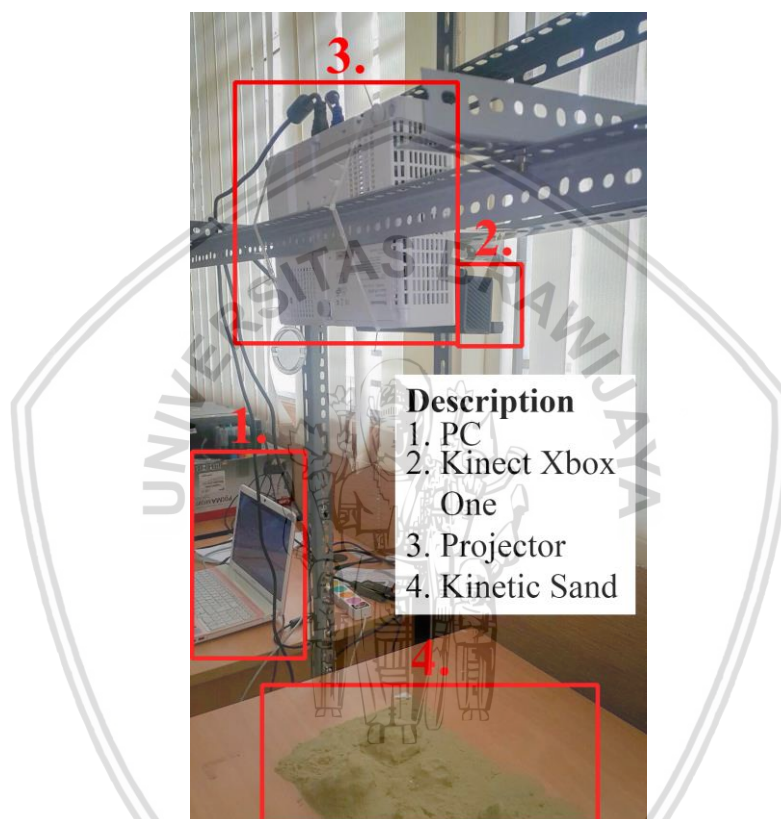 3.
2.
UNIVERSITAS BRAWIJAYA
Description
1. PC
2. Kinect Xbox
One
3. Projector
4. Kinetic Sand
1.
4.